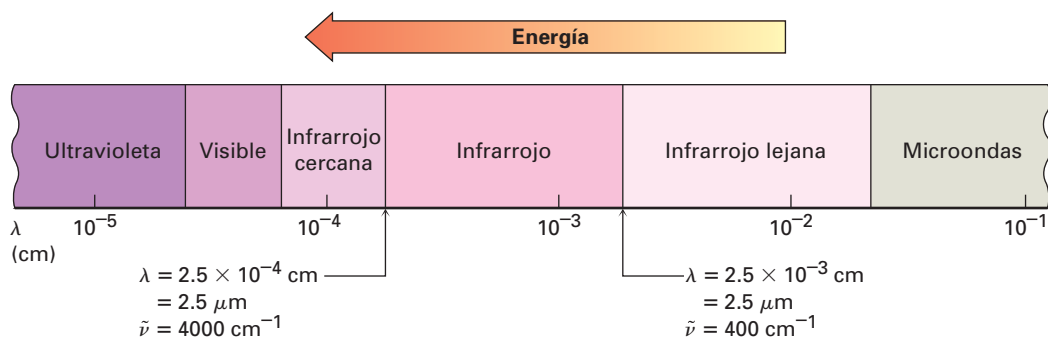 Energía
Ultravioleta
Visible
Infrarrojo
cercana
Infrarrojo
Infrarrojo lejana
Microondas
λ
(cm)
10⁻⁵
10⁻⁴
10⁻³
10⁻²
10⁻¹
λ = 2.5 × 10⁻⁴ cm
= 2.5 μm
ṽ = 4000 cm⁻¹
λ = 2.5 × 10⁻³ cm
= 2.5 μm
ṽ = 400 cm⁻¹